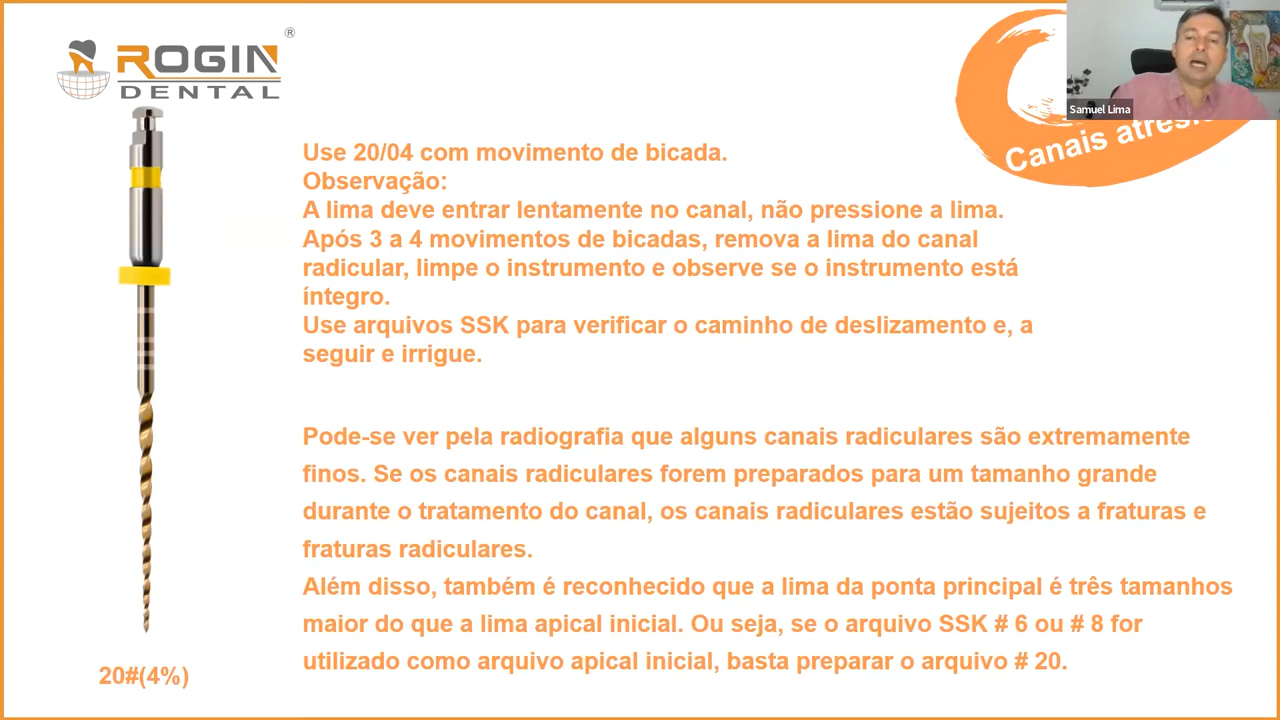 ROGIN®
DENTAL
Samuel Lima
Canais
Use 20/04 com movimento de bicada.
Observação:
A lima deve entrar lentamente no canal, não pressione a lima.
Após 3 a 4 movimentos de bicadas, remova a lima do canal
radicular, limpe o instrumento e observe se o instrumento está
íntegro.
Use arquivos SSK para verificar o caminho de deslizamento e, a
seguir e irrigue.
Pode-se ver pela radiografia que alguns canais radiculares são extremamente
finos. Se os canais radiculares forem preparados para um tamanho grande
durante o tratamento do canal, os canais radiculares estão sujeitos a fraturas e
fraturas radiculares.
Além disso, também é reconhecido que a lima da ponta principal é três tamanhos
maior do que a lima apical inicial. Ou seja, se o arquivo SSK # 6 ou # 8 for
utilizado como arquivo apical inicial, basta preparar o arquivo # 20.
20#(4%)